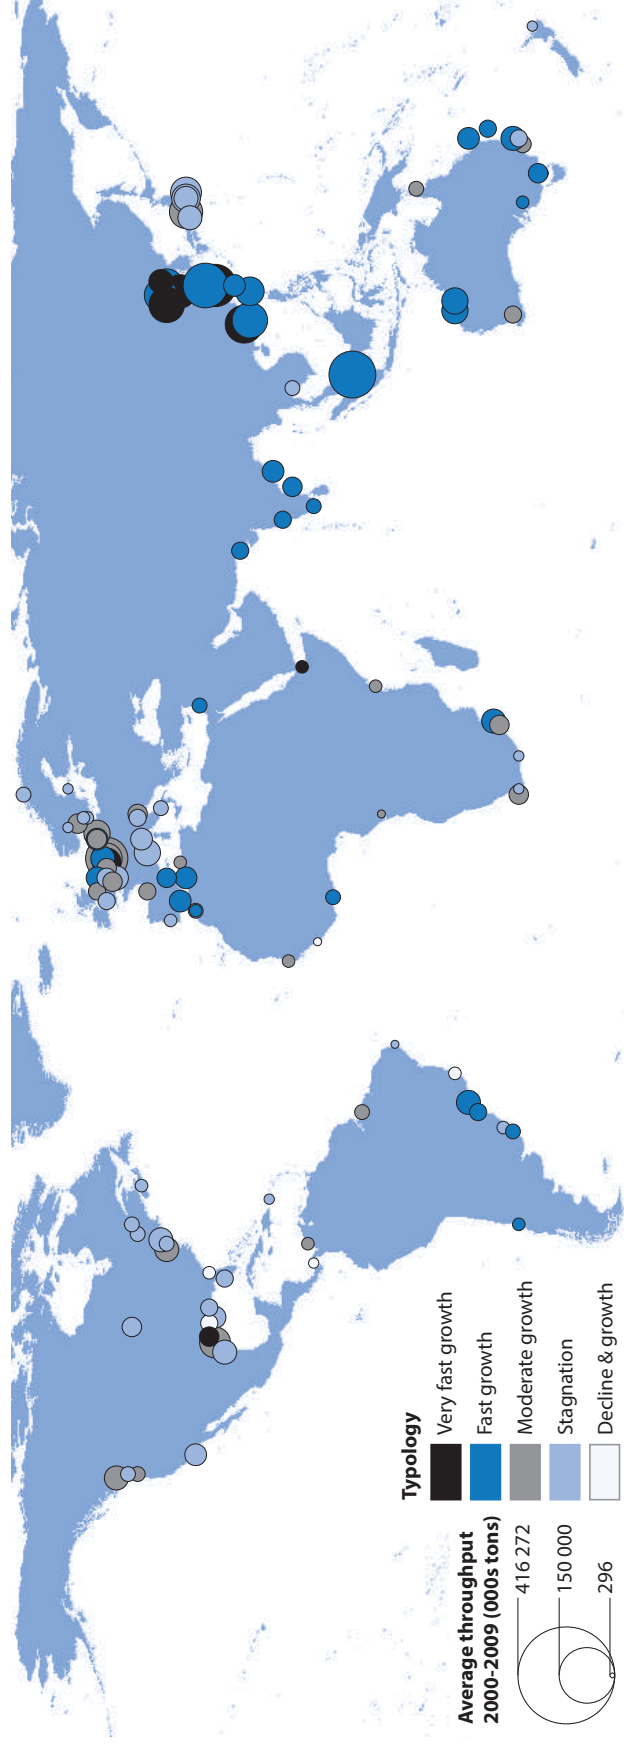 Average throughput
2000-2009 (000s tons)
416 272
150 000
296
Typology
Very fast growth
Fast growth
Moderate growth
Stagnation
Decline & growth